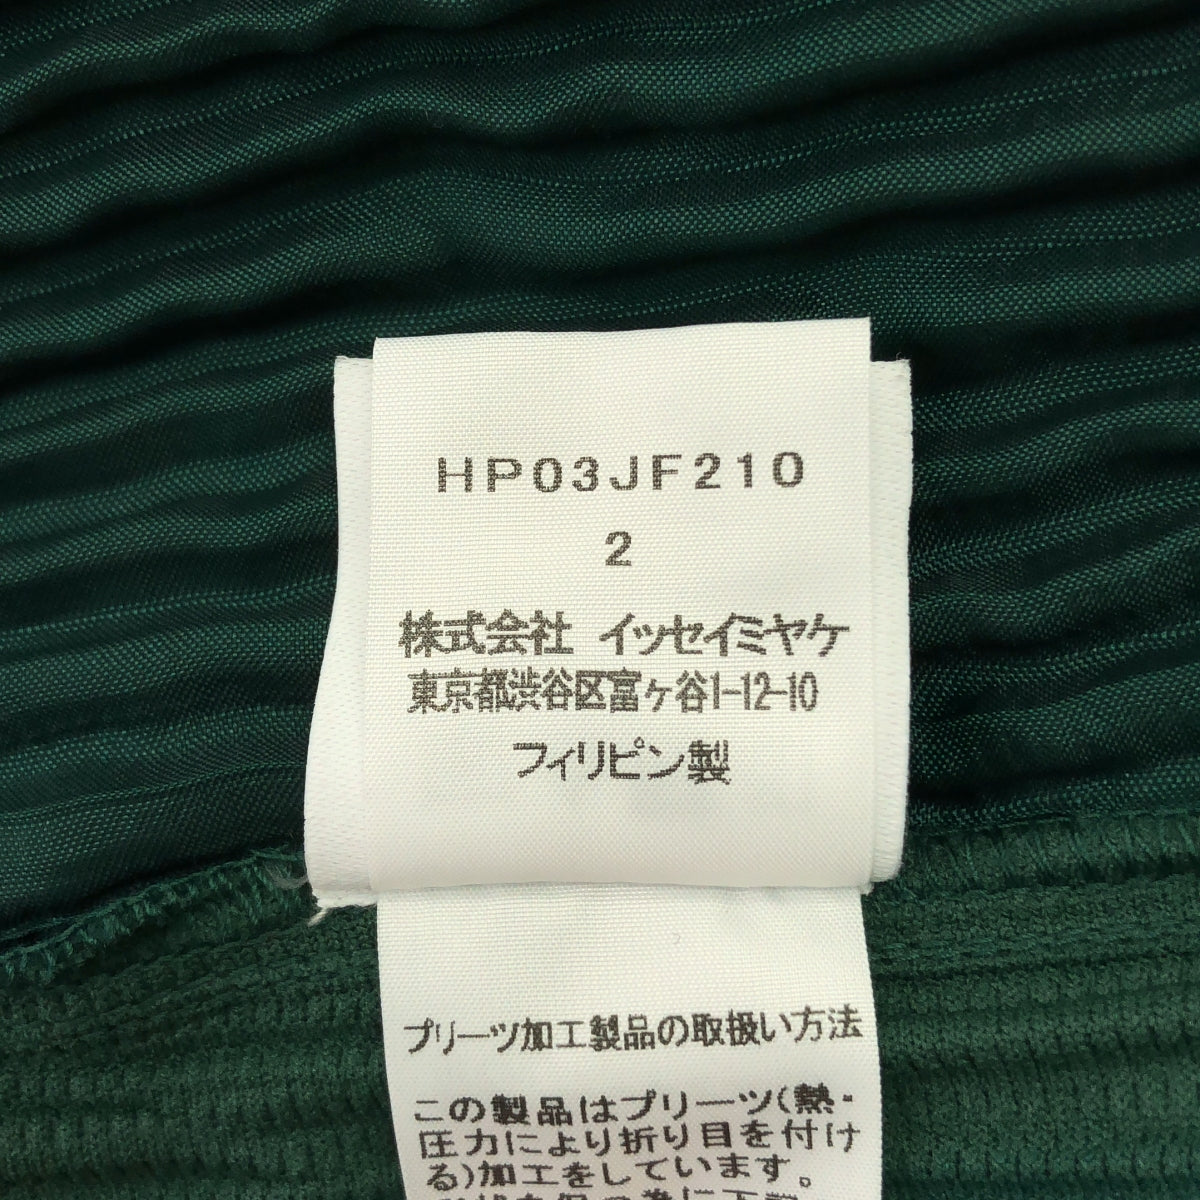 HP03JF210
2
株式会社 イッセイミヤケ
東京都渋谷区富ヶ谷1-12-10
フィリピン製
プリーツ加工製品の取扱い方法
この製品はプリーツ(熱・
圧力により折り目を付け
る)加工をしています。